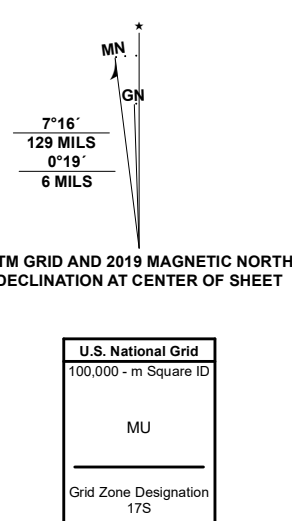 ★
MN
GN
7°16´
129 MILS
0°19´
6 MILS
TM GRID AND 2019 MAGNETIC NORTH
DECLINATION AT CENTER OF SHEET
U.S. National Grid
100,000 - m Square ID
MU
Grid Zone Designation
17S